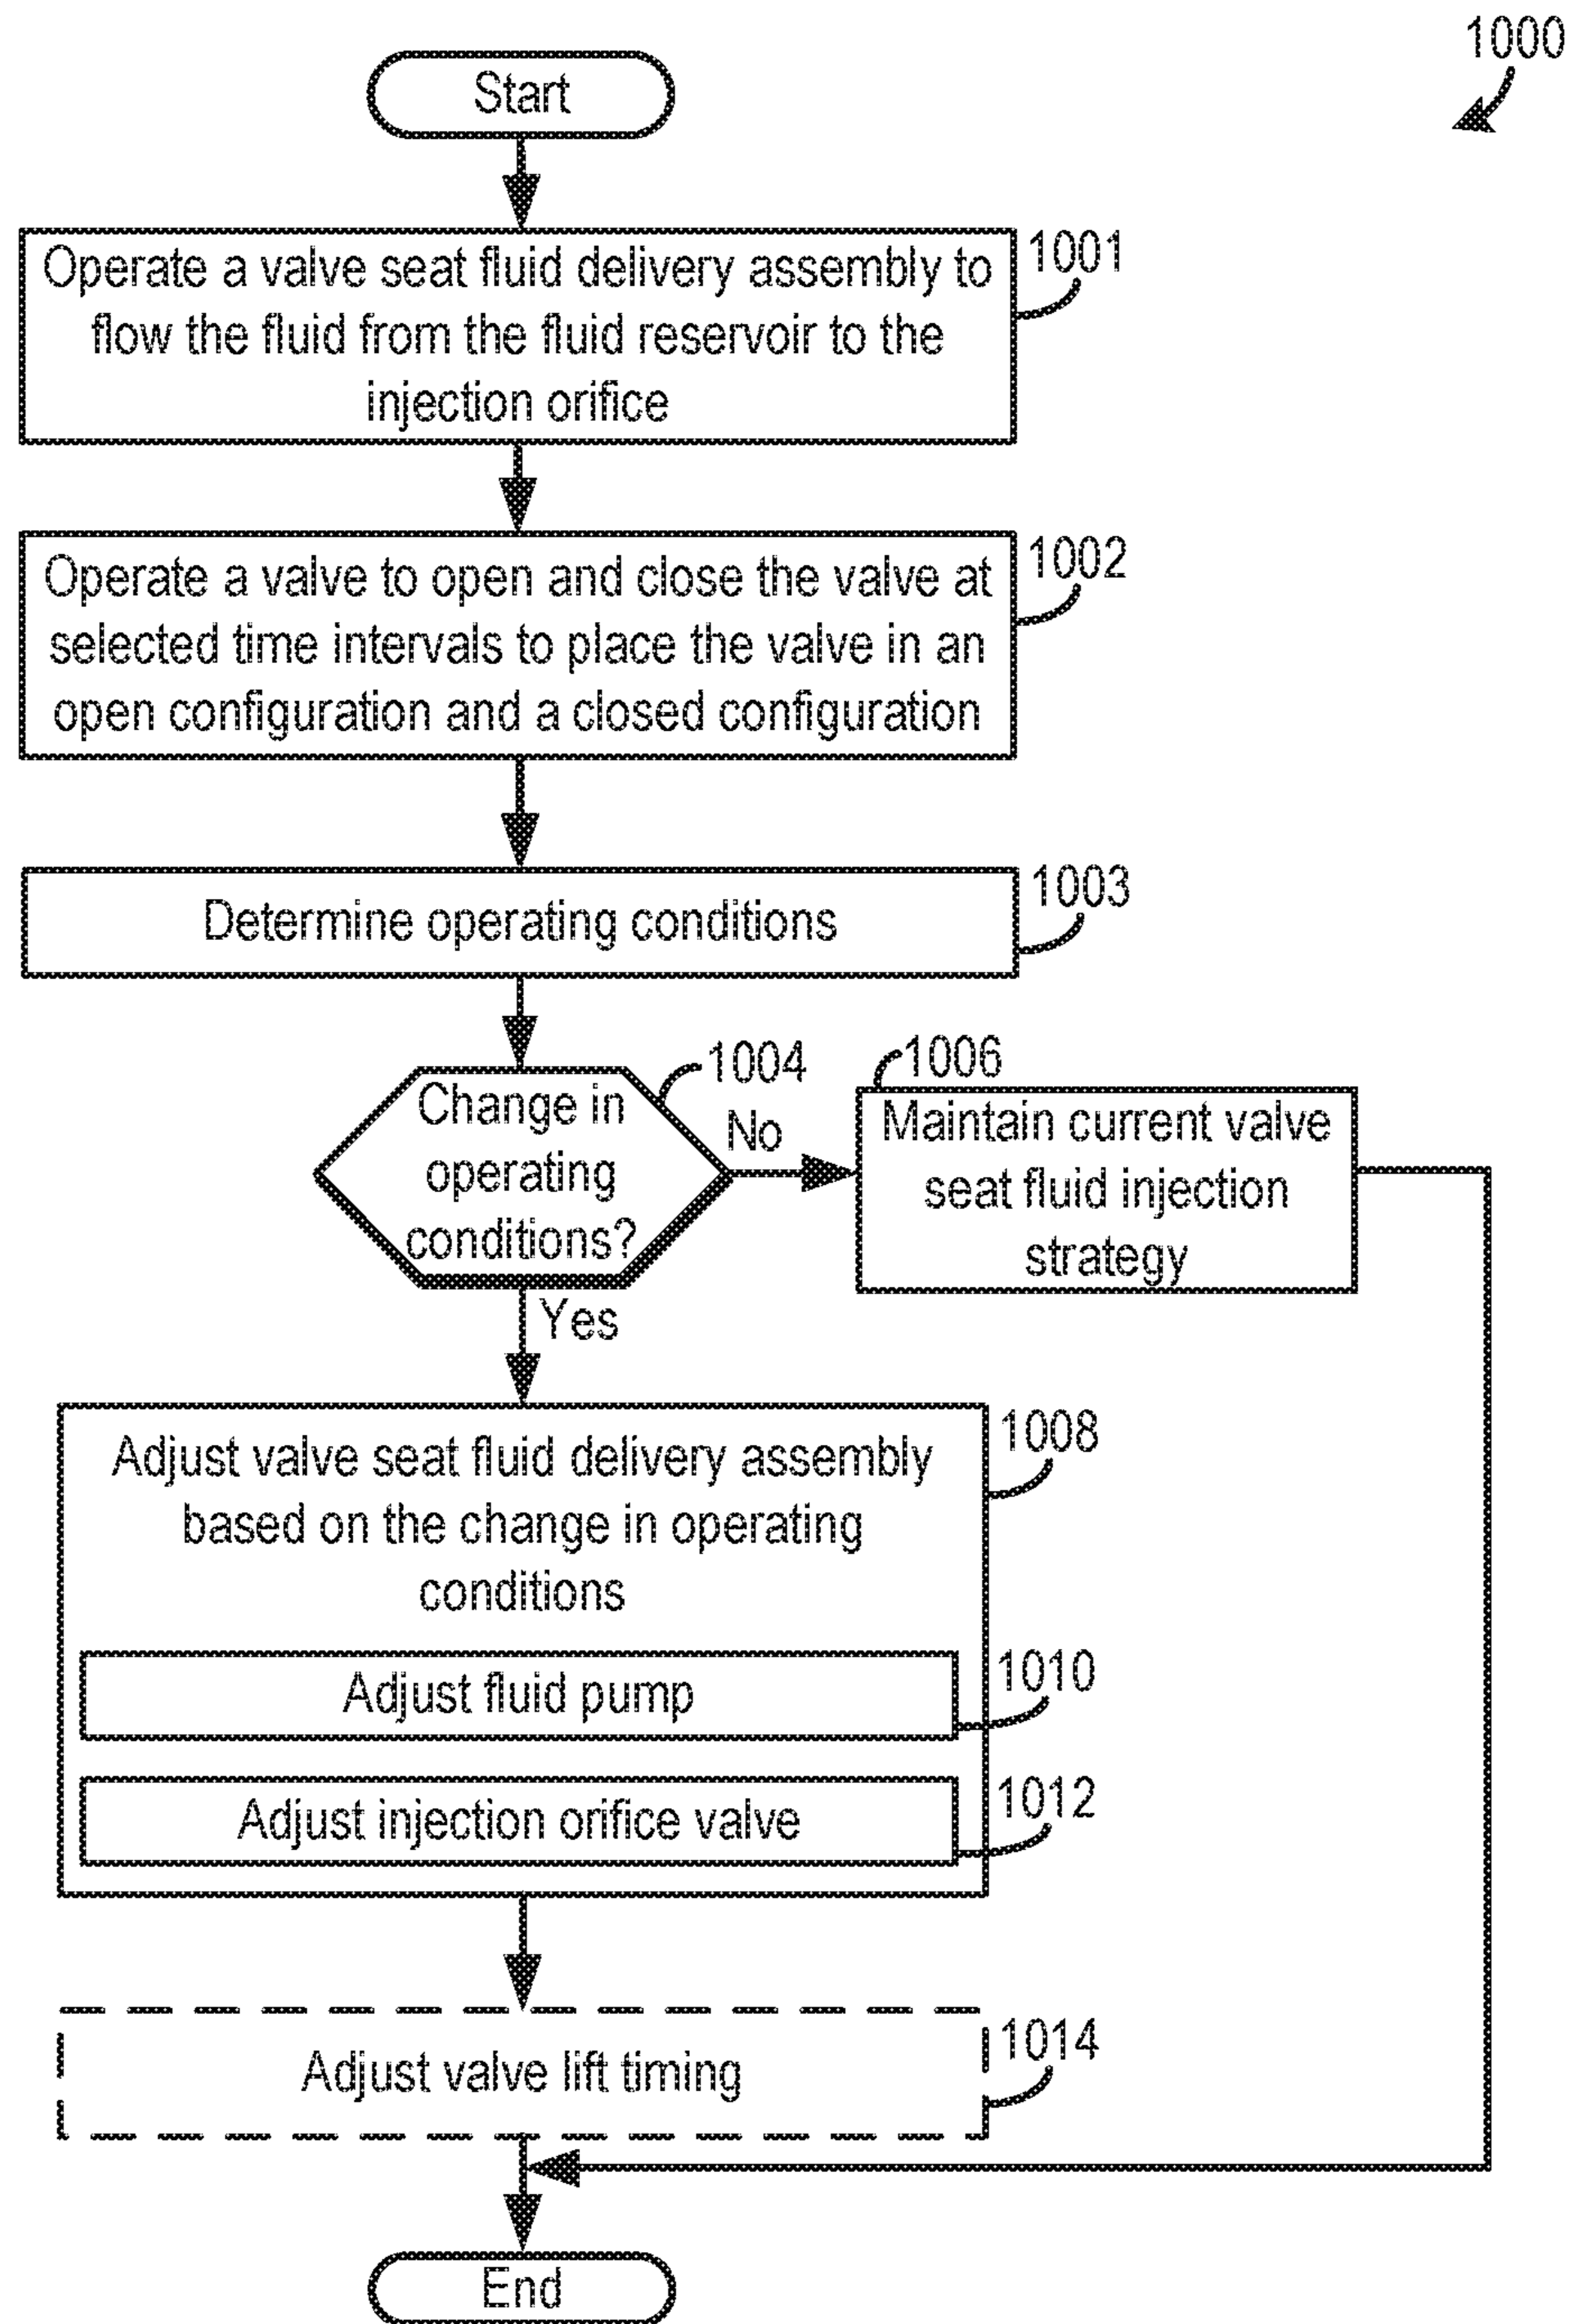 1000
Start
Operate a valve seat fluid delivery assembly to
flow the fluid from the fluid reservoir to the
injection orifice
1001
Operate a valve to open and close the valve at
selected time intervals to place the valve in an
open configuration and a closed configuration
1002
Determine operating conditions
1003
Change in
operating
conditions?
1004
No
1006
Maintain current valve
seat fluid injection
strategy
Yes
Adjust valve seat fluid delivery assembly
based on the change in operating
conditions
1008
Adjust fluid pump
1010
Adjust injection orifice valve
1012
Adjust valve lift timing
1014
End